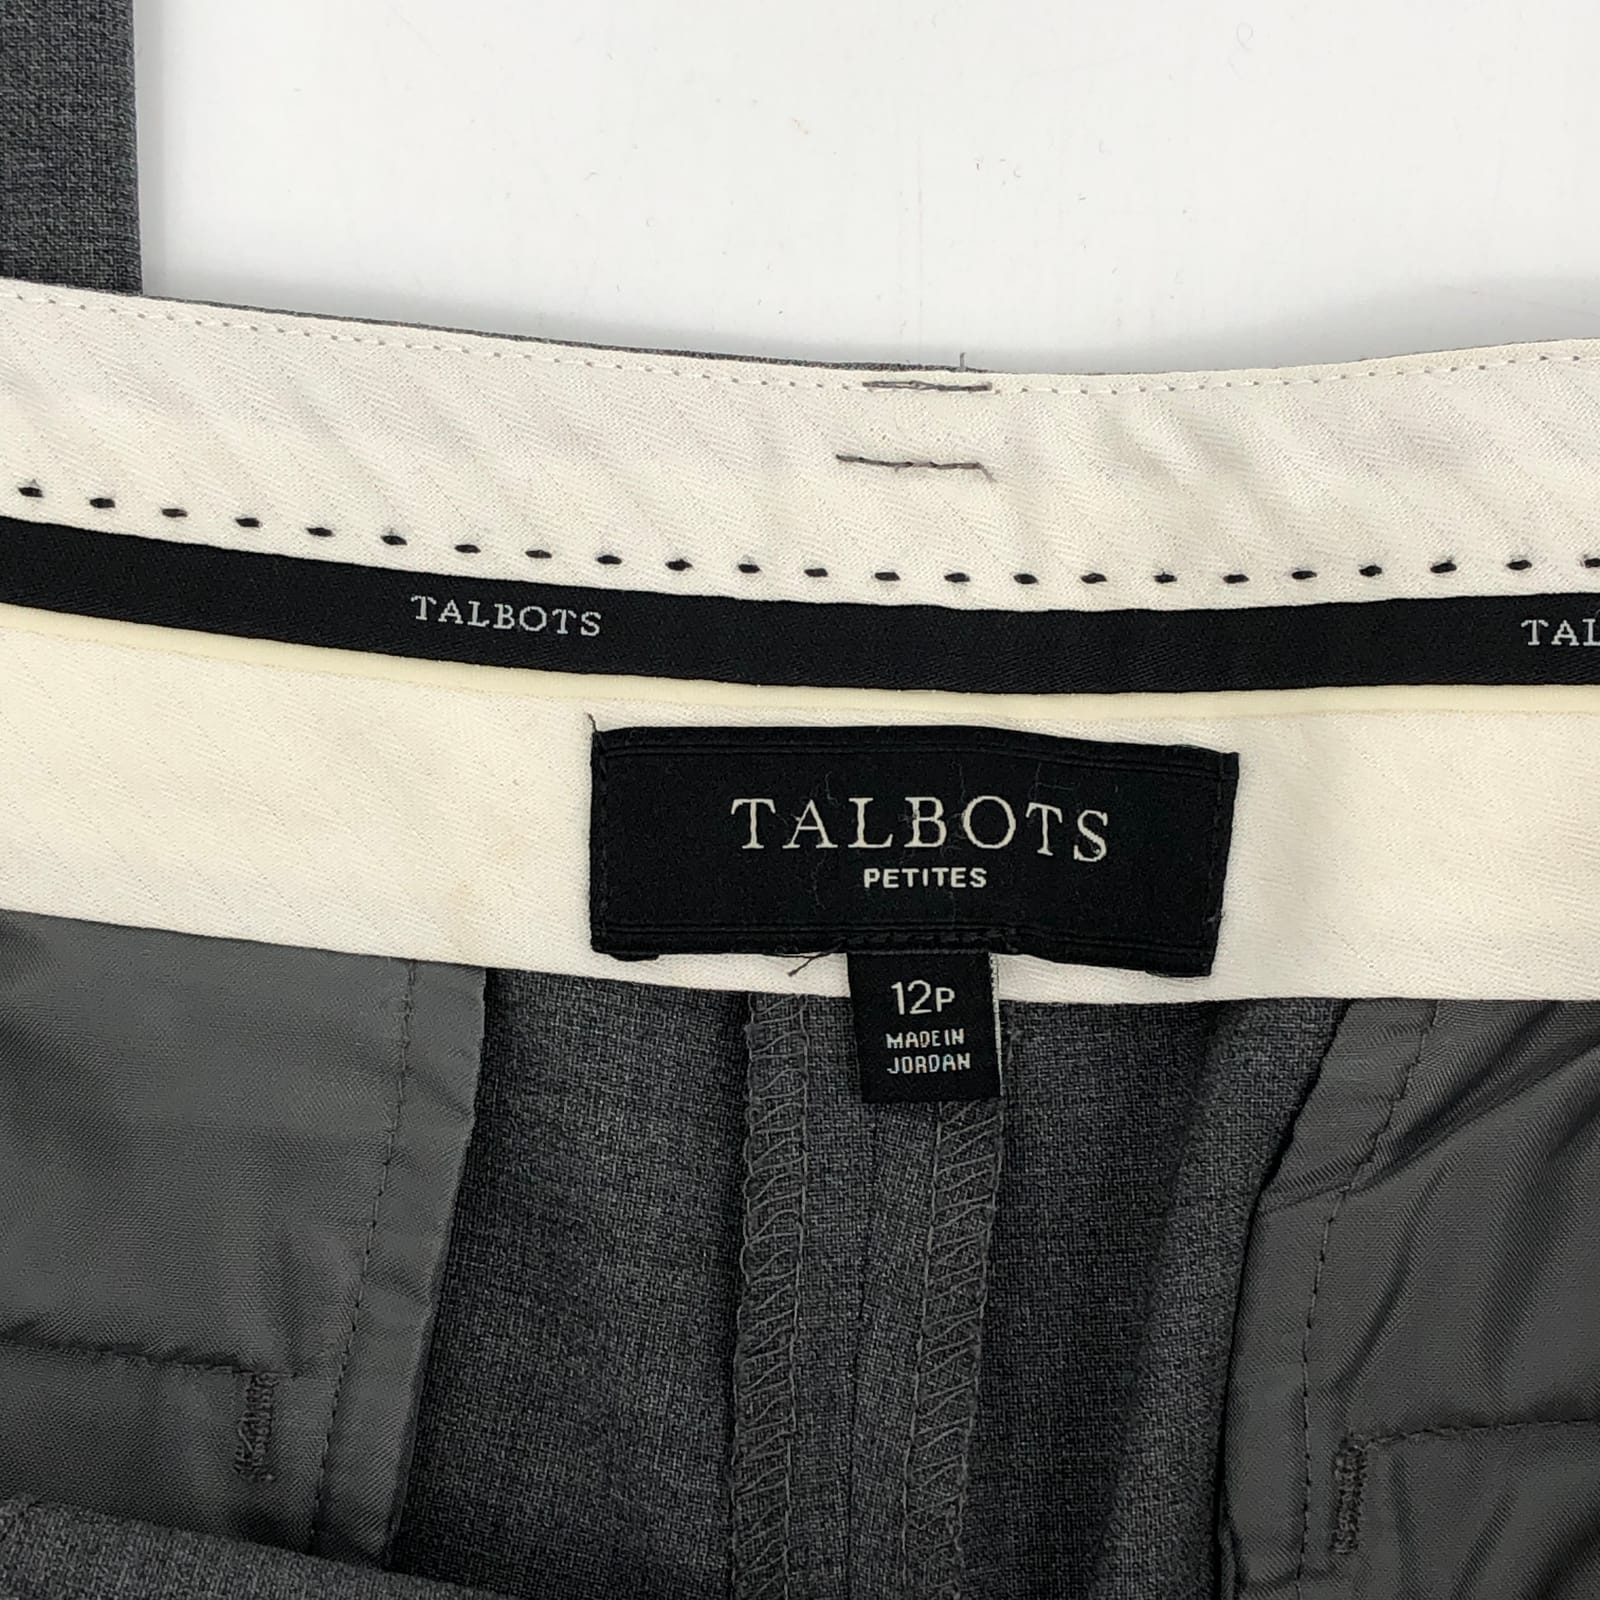 TALBOTS
TAL
TALBOTS
PETITES
12P
MADE IN
JORDAN